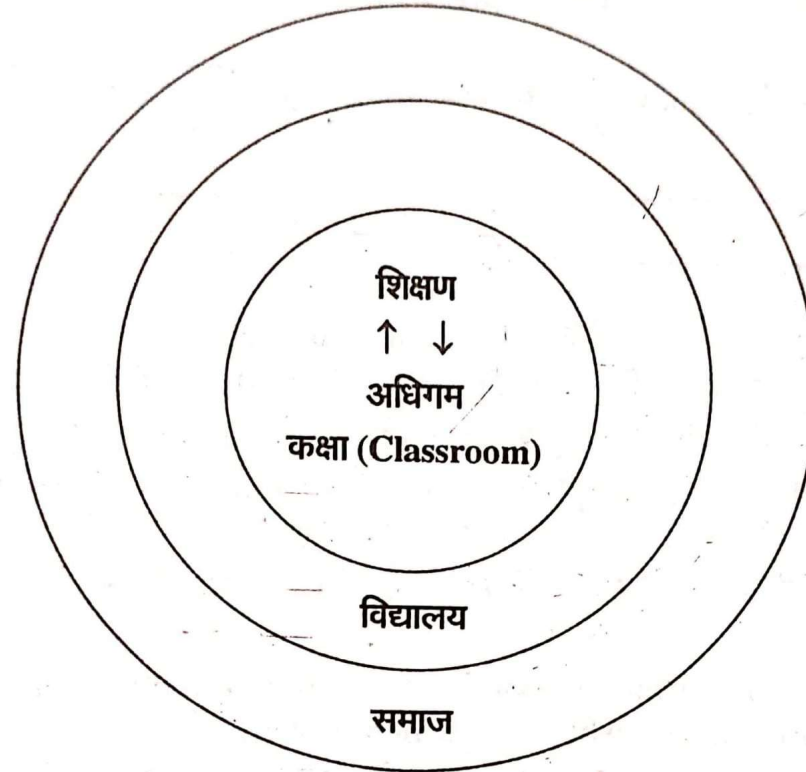 शिक्षण
↑ ↓
अधिगम
कक्षा (Classroom)
विद्यालय
समाज